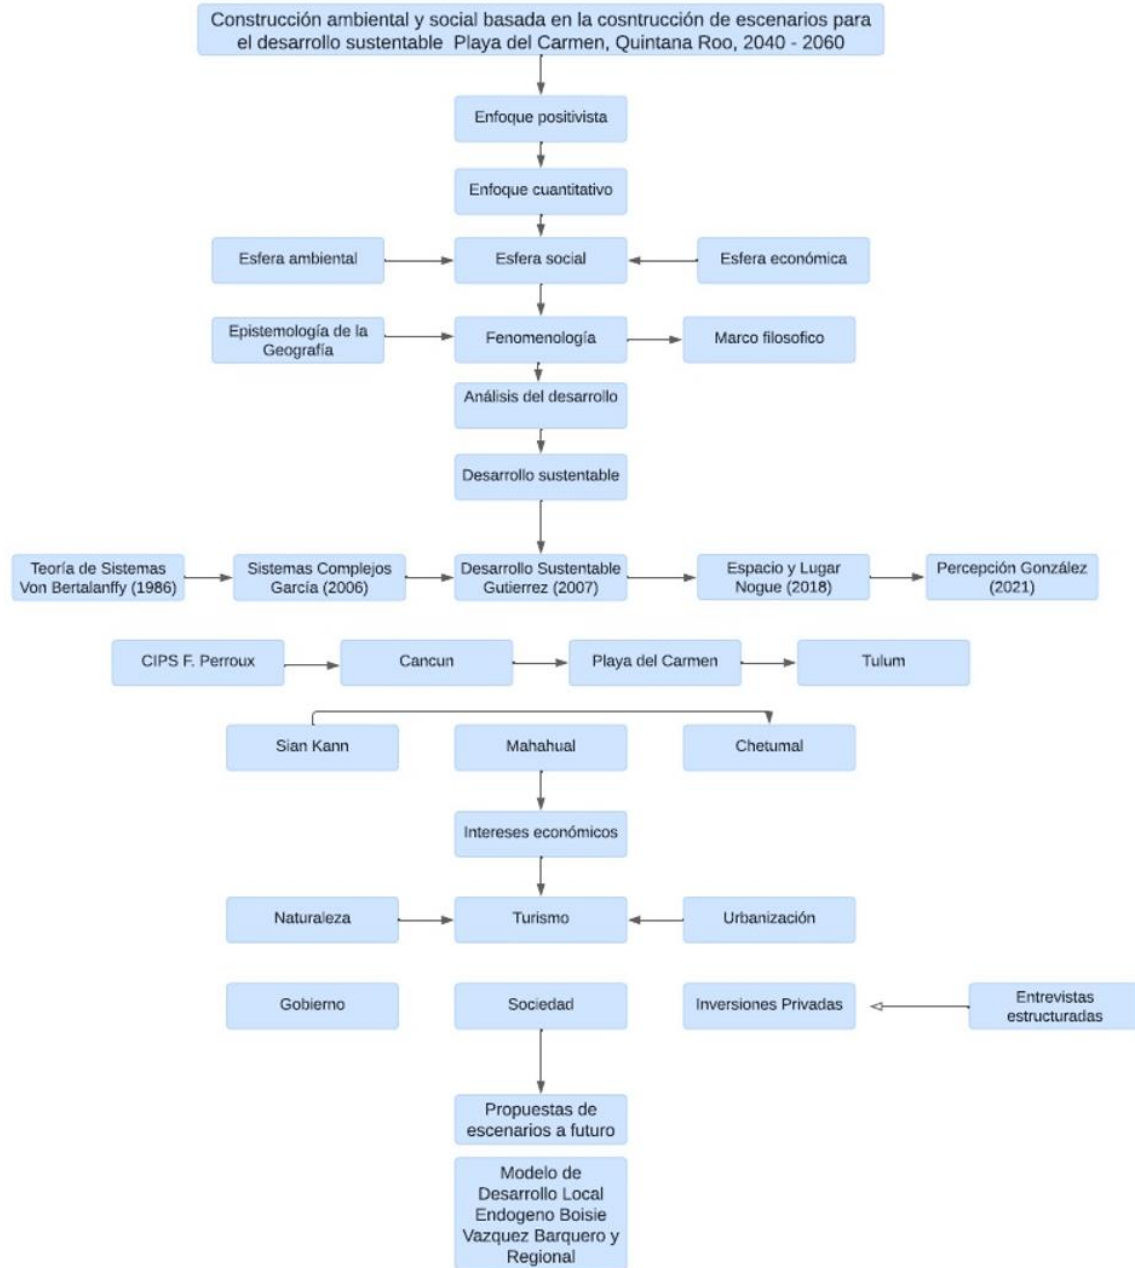 Construcción ambiental y social basada en la cosntrucción de escenarios para
el desarrollo sustentable Playa del Carmen, Quintana Roo, 2040 - 2060
Enfoque positivista
Enfoque cuantitativo
Esfera ambiental
Esfera social
Esfera económica
Epistemología de la
Geografía
Fenomenología
Marco filosofico
Análisis del desarrollo
Desarrollo sustentable
Teoría de Sistemas
Von Bertalanffy (1986)
Sistemas Complejos
García (2006)
Desarrollo Sustentable
Gutierrez (2007)
Espacio y Lugar
Nogue (2018)
Percepción González
(2021)
CIPS F. Perroux
Cancun
Playa del Carmen
Tulum
Sian Kann
Mahahual
Chetumal
Intereses económicos
Naturaleza
Turismo
Urbanización
Gobierno
Sociedad
Inversiones Privadas
Entrevistas
estructuradas
Propuestas de
escenarios a futuro
Modelo de
Desarrollo Local
Endogeno Boisie
Vazquez Barquero y
Regional